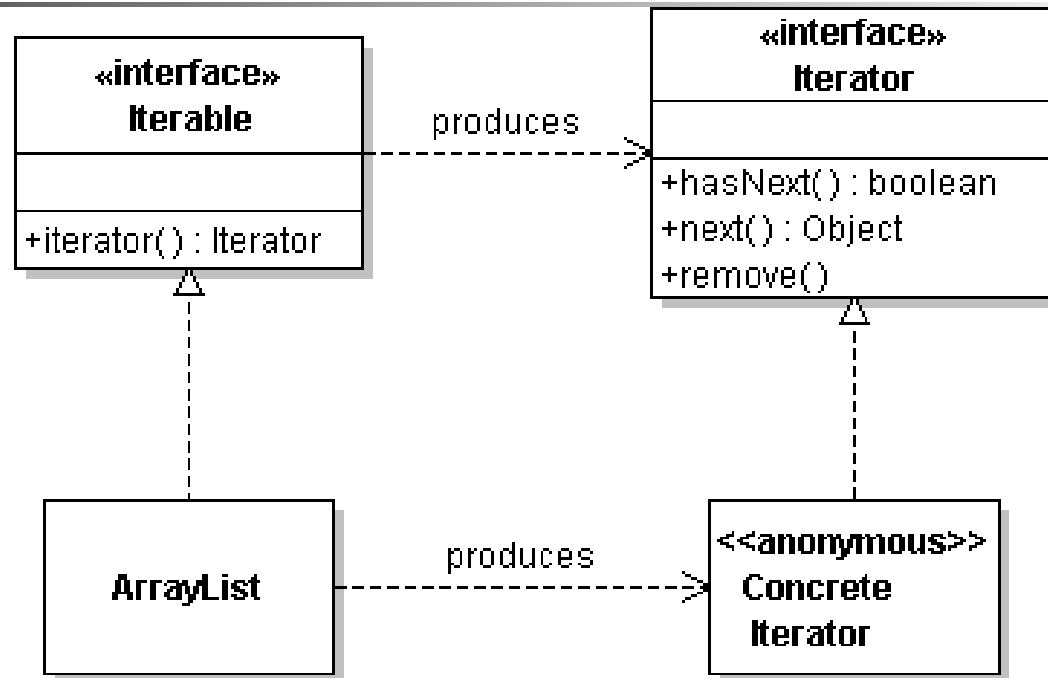 «interface»
Iterable
+iterator() : Iterator
produces
«interface»
Iterator
+hasNext() : boolean
+next() : Object
+remove()
ArrayList
produces
<<anonymous>>
Concrete
Iterator